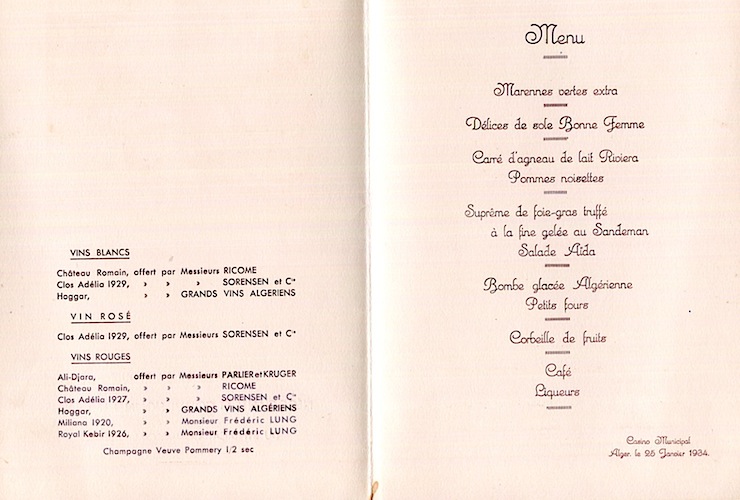 VINS BLANCS
Château Romain, offert par Messieurs RICOME
Clos Adélia 1929, » » » SORENSEN et Cie
Hoggar, » » GRANDS VINS ALGERIENS
VIN ROSÉ
Clos Adélia 1929, offert par Messieurs SORENSEN et Cie
VINS ROUGES
Ali-Djara, offert par Messieurs PARLIER et KRUGER
Château Romain, » » » RICOME
Clos Adélia 1927, » » » SORENSEN et Cie
Hoggar, » » GRANDS VINS ALGÉRIENS
Miliana 1920, » » Monsieur Frédéric LUNG
Royal Kebir 1926, » » Monsieur Frédéric LUNG
Champagne Veuve Pommery 1/2 sec
Menu
Marennes vertes extra
Délices de sole Bonne Femme
Carré d'agneau de lait Riviera
Pommes noisettes
Suprême de foie-gras truffé
à la fine gelée au Sandeman
Salade Aïda
Bombe glacée Algérienne
Petits fours
Corbeille de fruits
Café
Liqueurs
Casino Municipal
Alger, le 25 Janvier 1934.